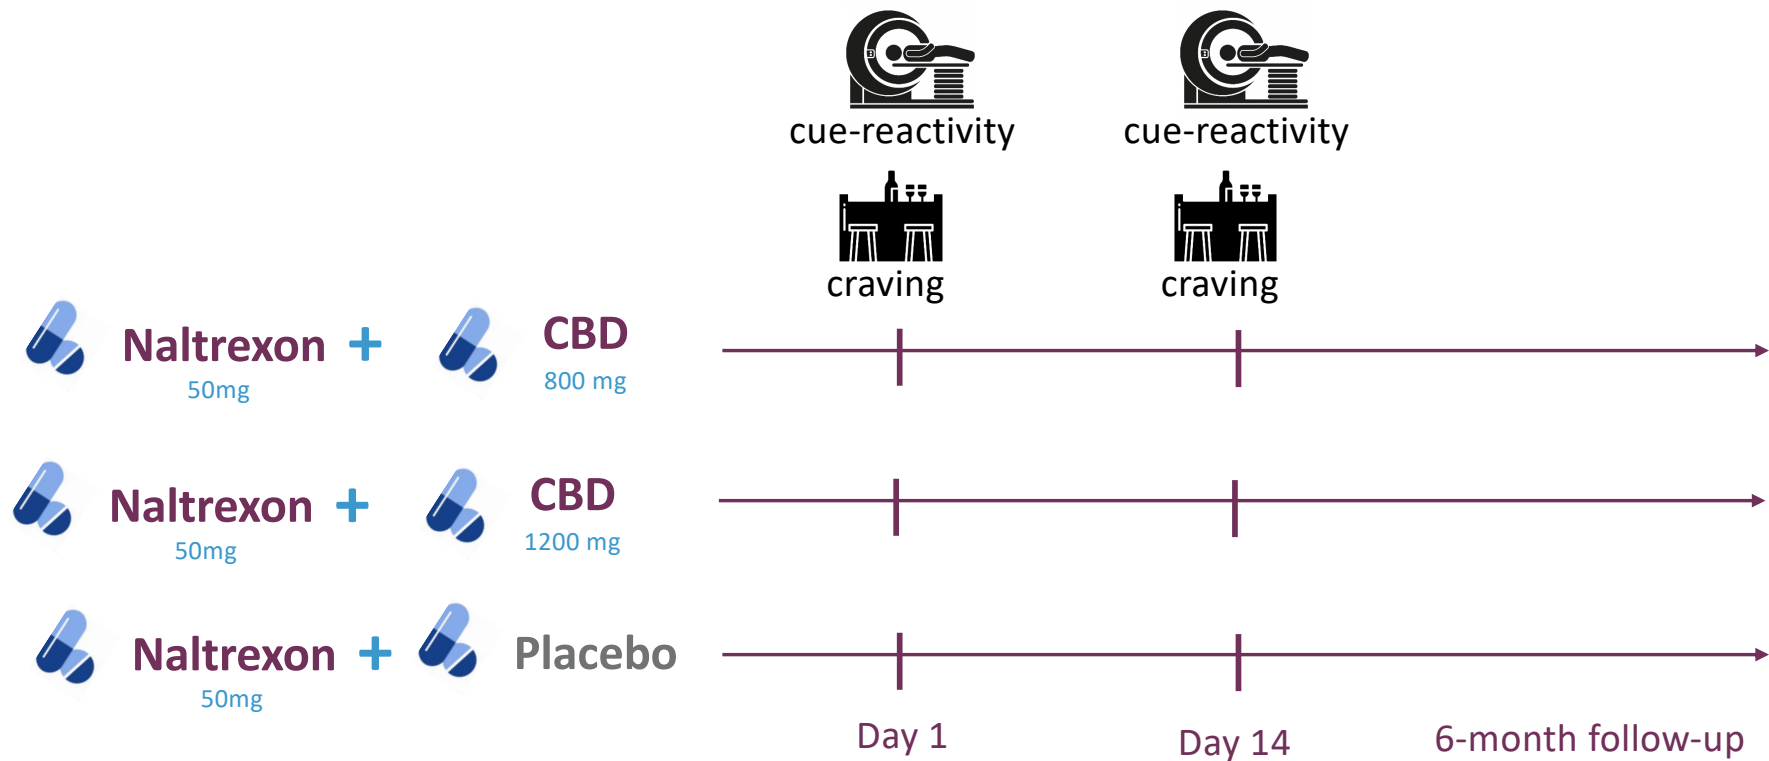 cue-reactivity cue-reactivity
craving craving
Naltrexon + CBD
50mg 800 mg
Naltrexon + CBD
50mg 1200 mg
Naltrexon + Placebo
50mg
Day 1 Day 14 6-month follow-up